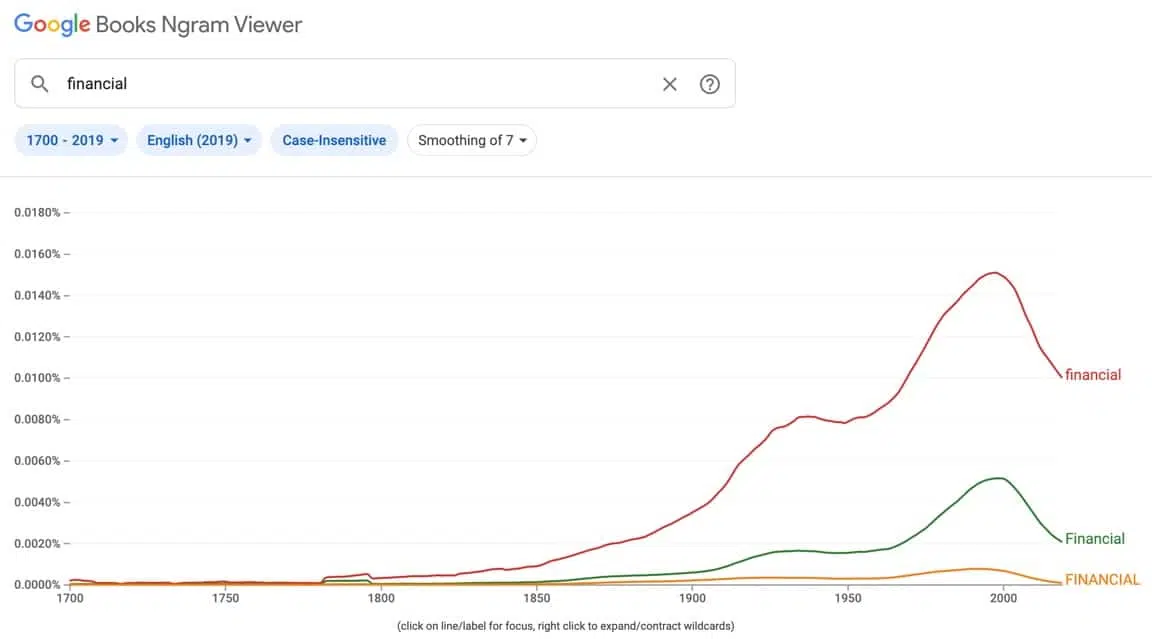 Google Books Ngram Viewer
financial
1700 - 2019 English (2019) Case-Insensitive Smoothing of 7
0.0180%
0.0160%
0.0140%
0.0120%
0.0100%
financial
0.0080%
0.0060%
0.0040%
0.0020%
Financial
0.0000%
FINANCIAL
1700 1750 1800 1850 1900 1950 2000
(click on line/label for focus, right click to expand/contract wildcards)